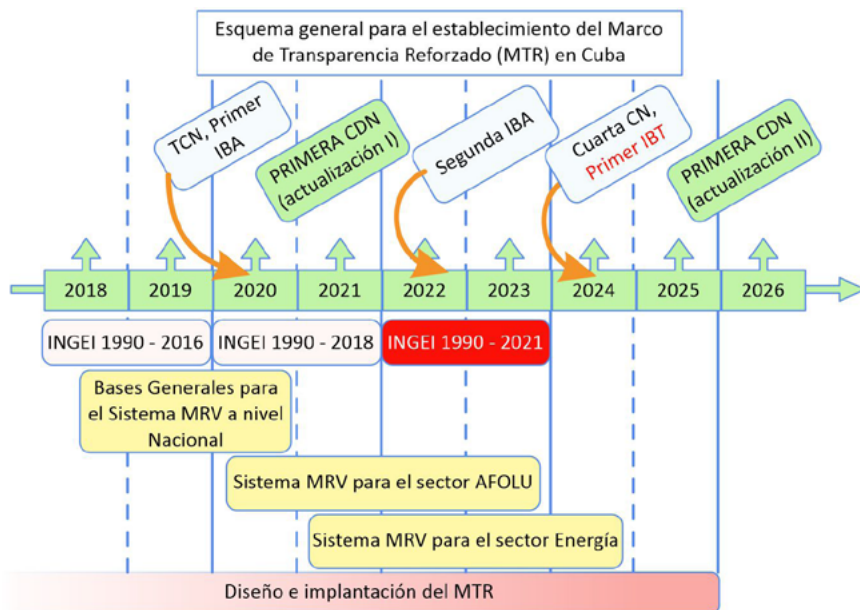 Esquema general para el establecimiento del Marco
de Transparencia Reforzado (MTR) en Cuba
TCN, Primer
IBA
PRIMERA CDN
(actualización I)
Segunda IBA
Cuarta CN,
Primer IBT
PRIMERA CDN
(actualización II)
2018
2019
2020
2021
2022
2023
2024
2025
2026
INGEI 1990 - 2016
INGEI 1990 - 2018
INGEI 1990 - 2021
Bases Generales para
el Sistema MRV a nivel
Nacional
Sistema MRV para el sector AFOLU
Sistema MRV para el sector Energía
Diseño e implantación del MTR